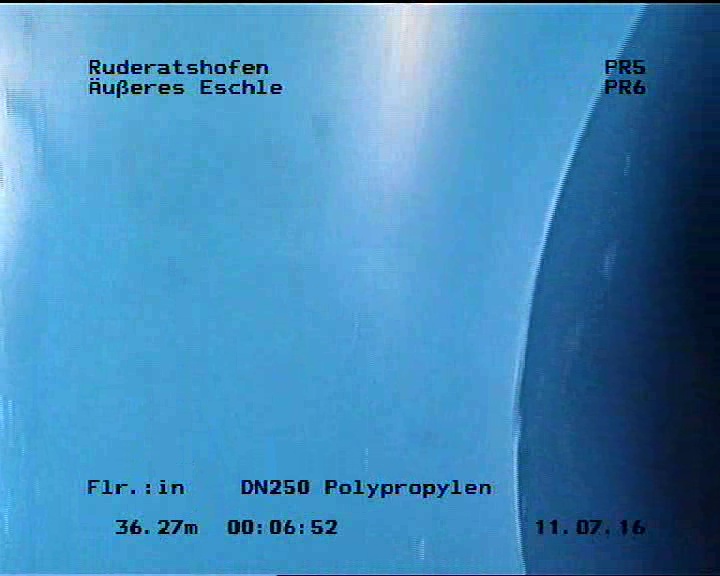 Ruderatshofen PR5
Äußeres Eschle PR6
Flr.:in DN250 Polypropylen
36.27m 00:06:52 11.07.16